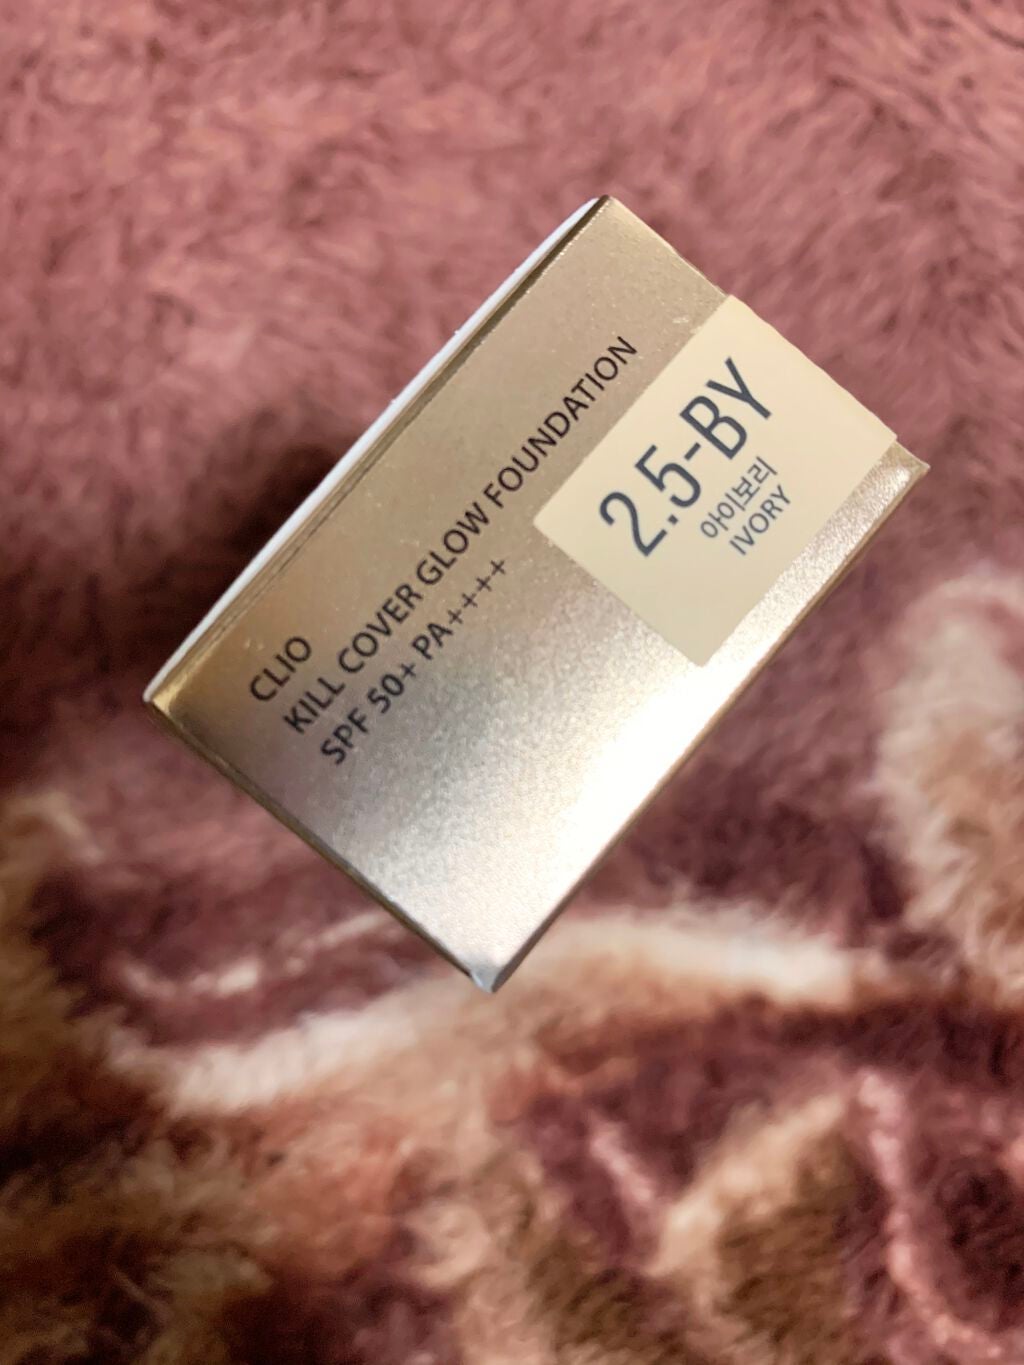 CLIO
KILL COVER GLOW FOUNDATION
SPF 50+ PA++++
2.5-BY
아이보리
IVORY